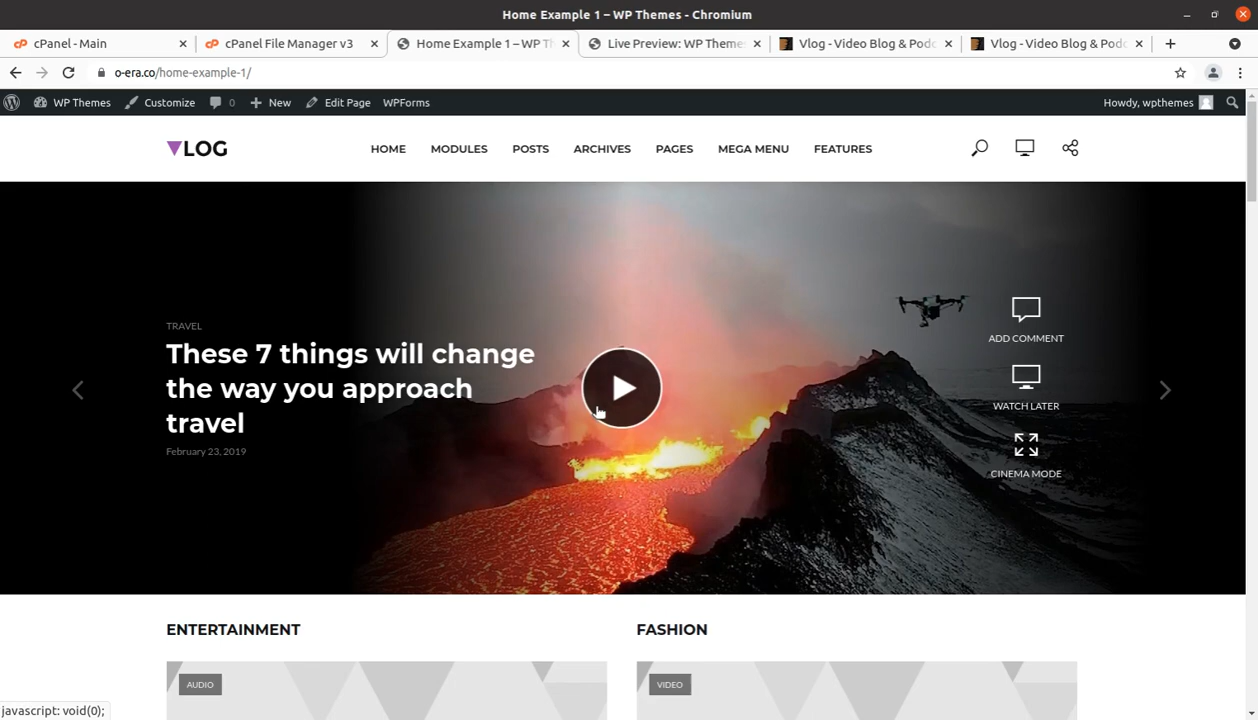 Home Example 1 – WP Themes - Chromium
cPanel - Main
cPanel File Manager v3
Home Example 1 – WP Th
Live Preview: WP Themes
Vlog - Video Blog & Podc
Vlog - Video Blog & Podc
o-era.co/home-example-1/
WP Themes
Customize
0
New
Edit Page
WPForms
Howdy, wpthemes
VLOG
HOME
MODULES
POSTS
ARCHIVES
PAGES
MEGA MENU
FEATURES
TRAVEL
These 7 things will change
the way you approach
travel
February 23, 2019
ADD COMMENT
WATCH LATER
CINEMA MODE
ENTERTAINMENT
FASHION
AUDIO
VIDEO
javascript: void(0);